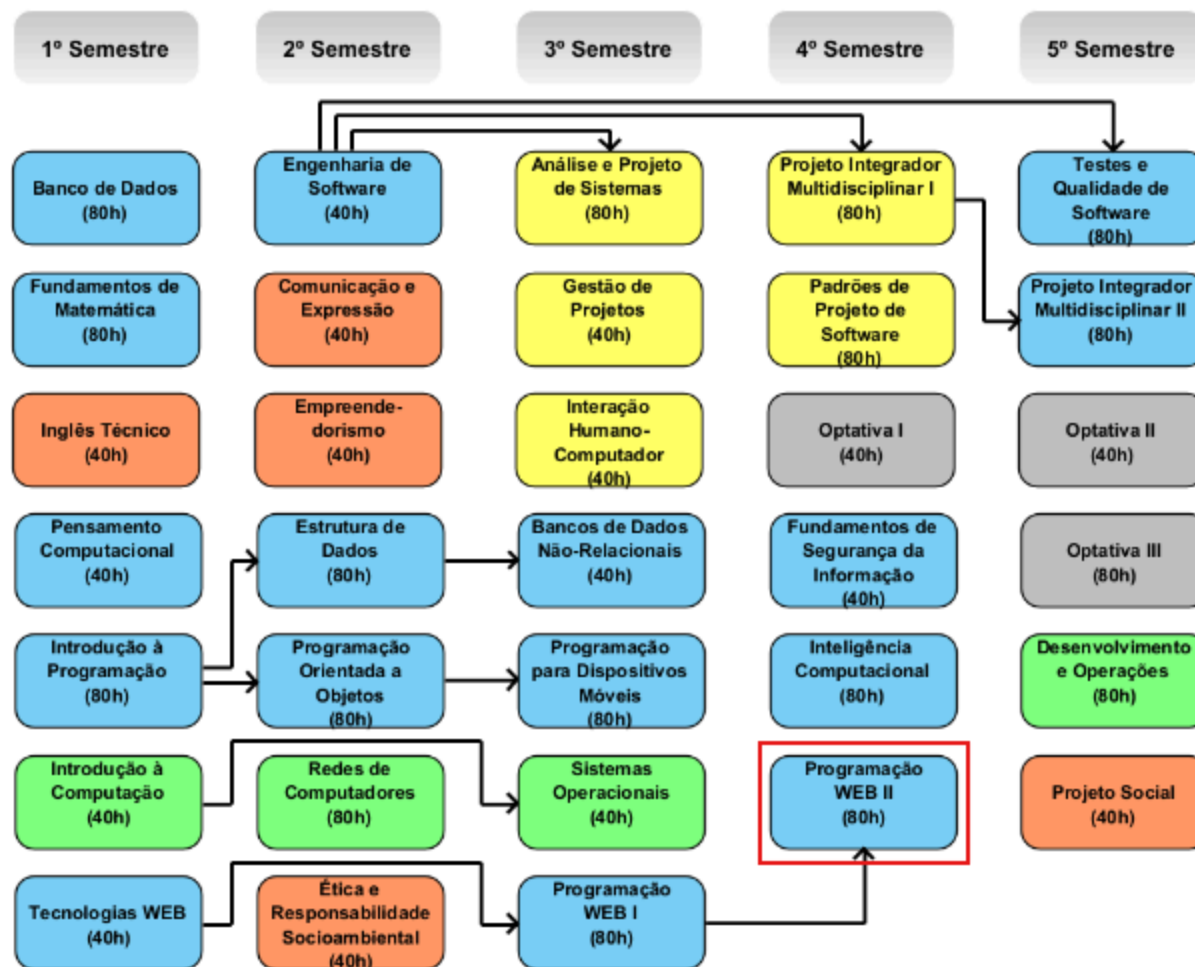 1º Semestre
2º Semestre
3º Semestre
4º Semestre
5º Semestre
Banco de Dados
(80h)
Engenharia de
Software
(40h)
Análise e Projeto
de Sistemas
(80h)
Projeto Integrador
Multidisciplinar I
(80h)
Testes e
Qualidade de
Software
(80h)
Fundamentos de
Matemática
(80h)
Comunicação e
Expressão
(40h)
Gestão de
Projetos
(40h)
Padrões de
Projeto de
Software
(80h)
Projeto Integrador
Multidisciplinar II
(80h)
Inglês Técnico
(40h)
Empreende-
dorismo
(40h)
Interação
Humano-
Computador
(40h)
Optativa I
(40h)
Optativa II
(40h)
Pensamento
Computacional
(40h)
Estrutura de
Dados
(80h)
Bancos de Dados
Não-Relacionais
(40h)
Fundamentos de
Segurança da
Informação
(40h)
Optativa III
(80h)
Introdução à
Programação
(80h)
Programação
Orientada a
Objetos
(80h)
Programação
para Dispositivos
Móveis
(80h)
Inteligência
Computacional
(80h)
Desenvolvimento
e Operações
(80h)
Introdução à
Computação
(40h)
Redes de
Computadores
(80h)
Sistemas
Operacionais
(40h)
Programação
WEB II
(80h)
Projeto Social
(40h)
Tecnologias WEB
(40h)
Ética e
Responsabilidade
Socioambiental
(40h)
Programação
WEB I
(80h)